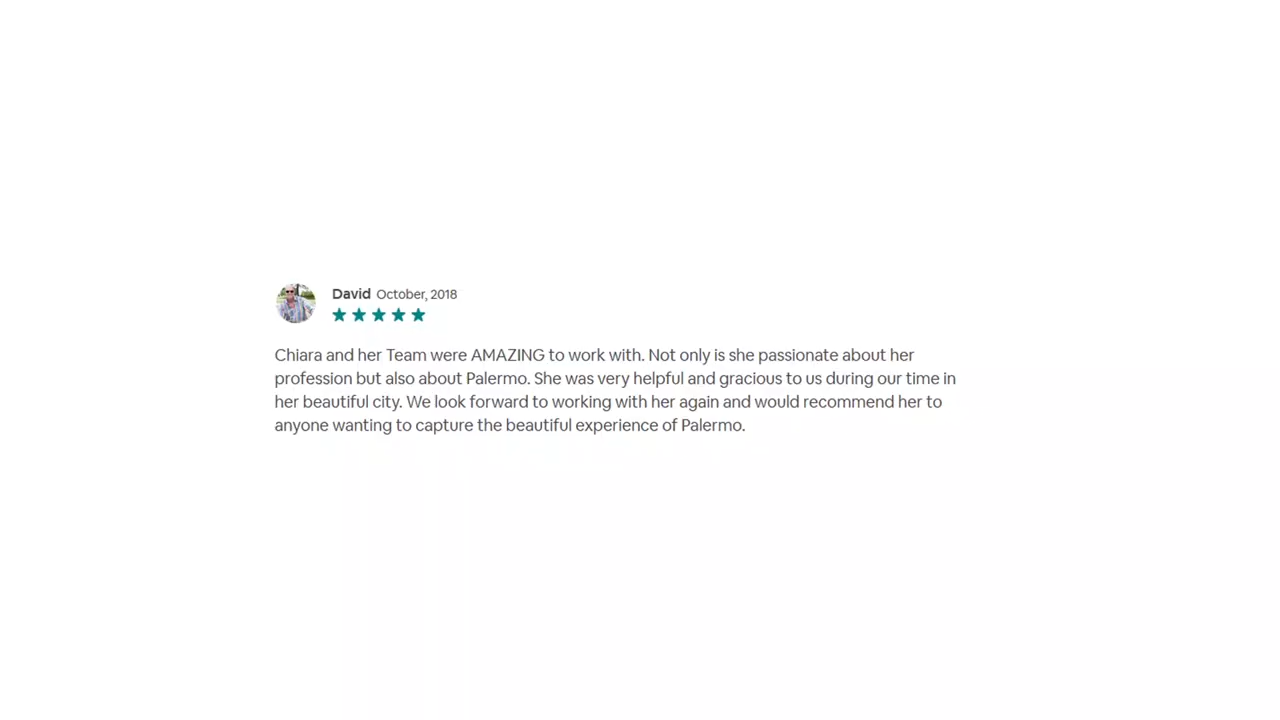 David October, 2018
Chiara and her Team were AMAZING to work with. Not only is she passionate about her
profession but also about Palermo. She was very helpful and gracious to us during our time in
her beautiful city. We look forward to working with her again and would recommend her to
anyone wanting to capture the beautiful experience of Palermo.